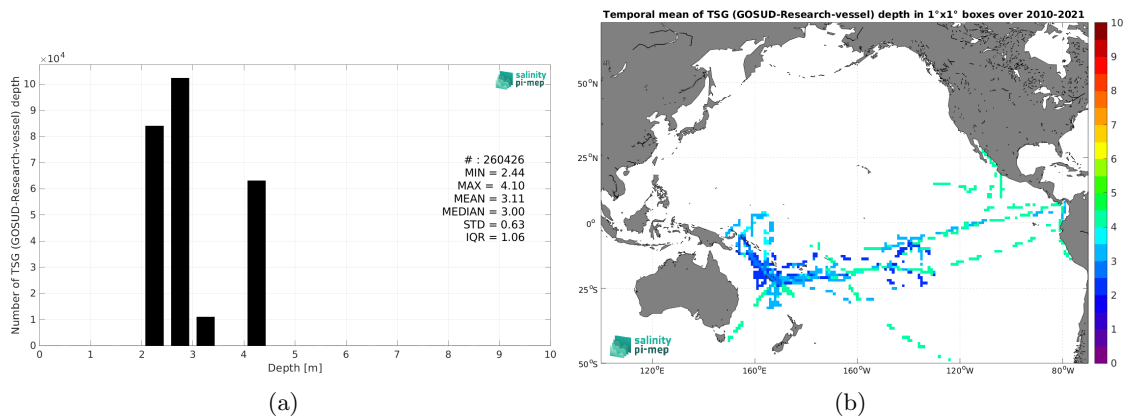 ×10⁴
10
9
8
7
6
5
4
3
2
1
0
Number of TSG (GOSUD-Research-vessel) depth
salinity
pi-mep
# : 260426
MIN = 2.44
MAX = 4.10
MEAN = 3.11
MEDIAN = 3.00
STD = 0.63
IQR = 1.06
0 1 2 3 4 5 6 7 8 9 10
Depth [m]
(a)
Temporal mean of TSG (GOSUD-Research-vessel) depth in 1°x1° boxes over 2010-2021
50°N
25°N
0°
25°S
50°S
120°E 160°E 160°W 120°W 80°W
salinity
pi-mep
10
9
8
7
6
5
4
3
2
1
0
(b)